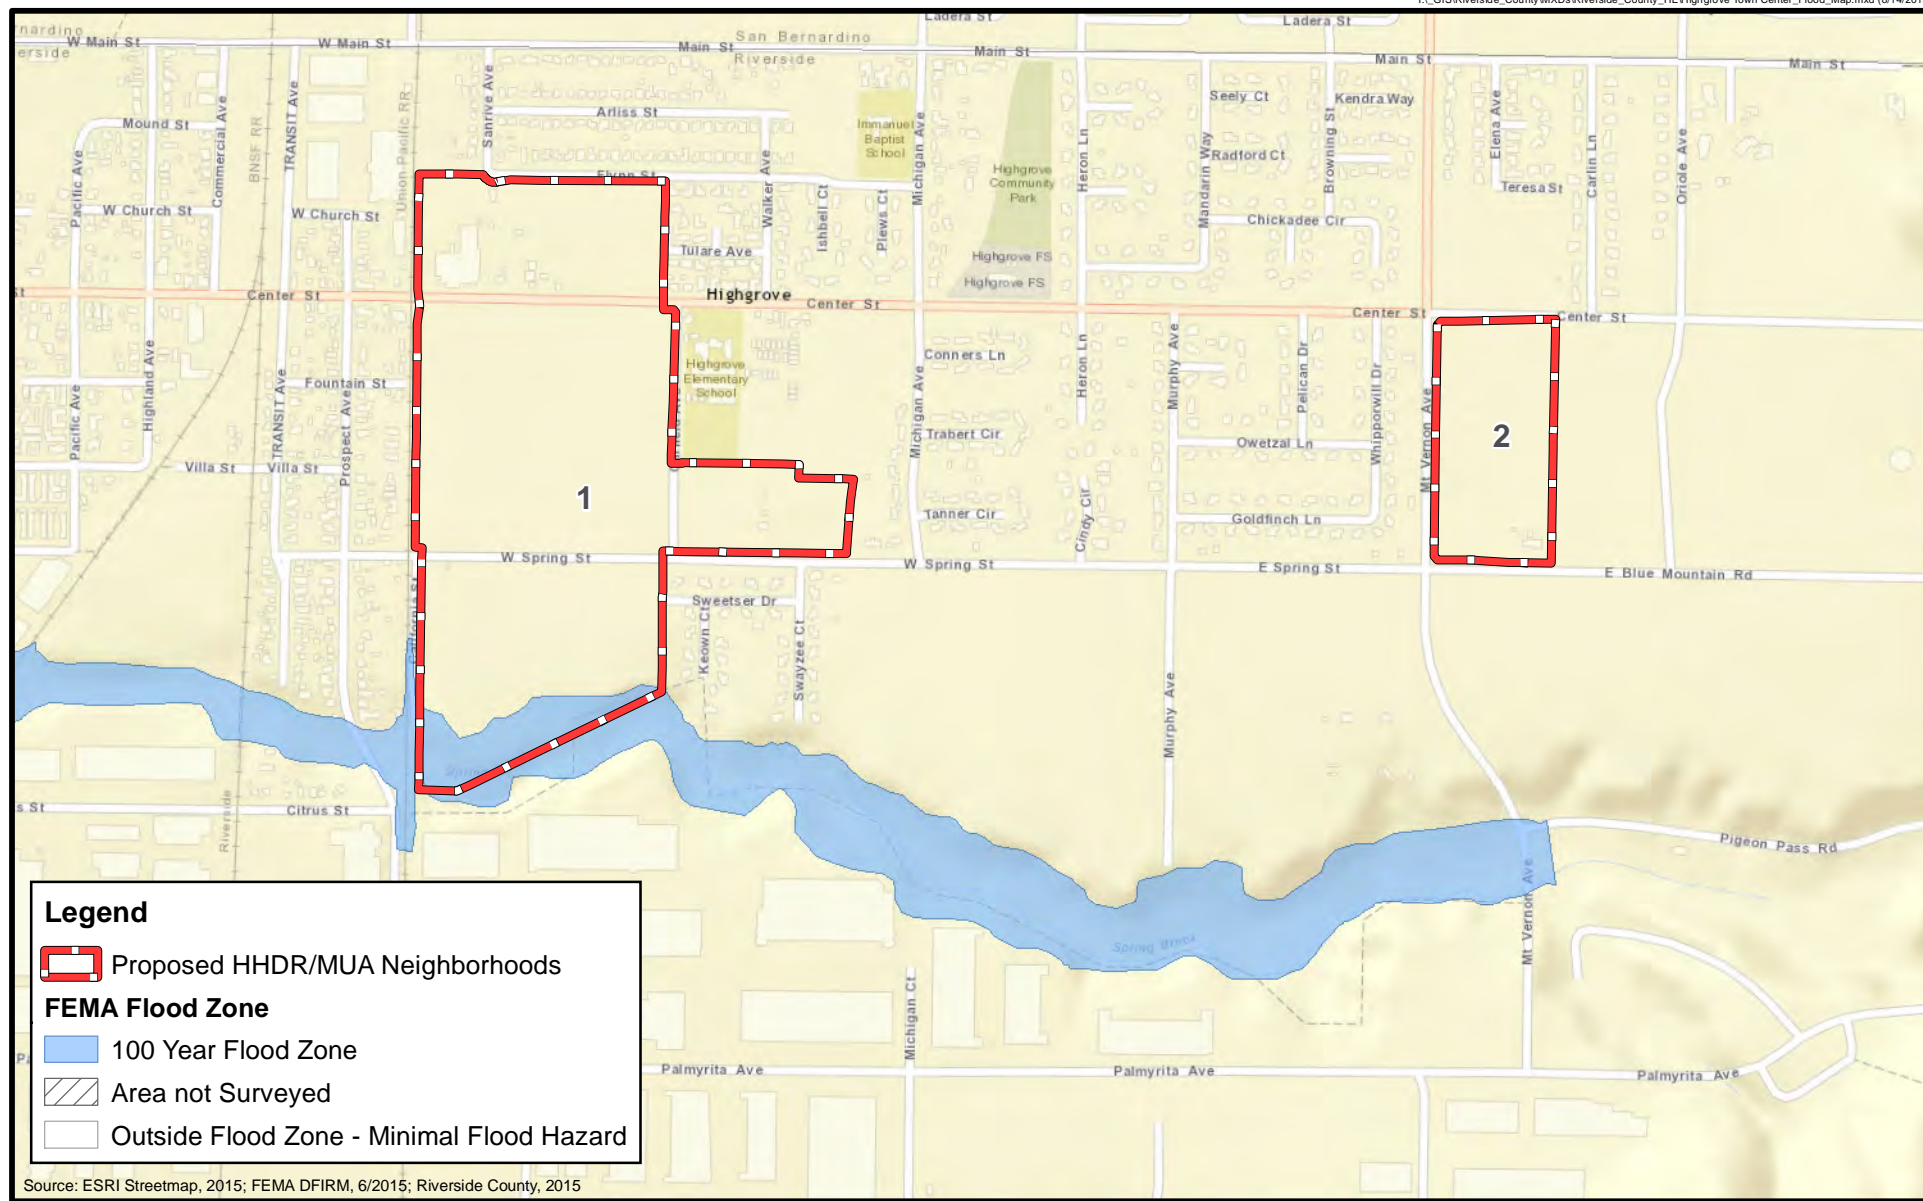 Ladera St
Ladera St
W Main St
W Main St
Main St
San Bernardino
Riverside
Main St
Main St
Main St
Sanrive Ave
Arliss St
Immanuel
Baptist
School
Michigan Ave
Heron Ln
Seely Ct
Kendra Way
Browning St
Elena Ave
Mound St
Commercial Ave
TRANSIT Ave
BNSF RR
Union Pacific RR
Pacific Ave
Highgrove
Community
Park
Mandarin Way
Radford Ct
Teresa St
Carlin Ln
Oriole Ave
Flynn St
Walker Ave
W Church St
W Church St
Ishbell Ct
Plews Ct
Chickadee Cir
Tulare Ave
Highgrove FS
Highgrove FS
Center St
Highgrove
Center St
Center St
Center St
Highland Ave
Fountain St
TRANSIT Ave
Prospect Ave
Pacific Ave
Highgrove
Elementary
School
Conners Ln
Michigan Ave
Heron Ln
Murphy Ave
Pelican Dr
Whipporwill Dr
Mt Vernon Ave
2
Trabert Cir
Owetzal Ln
Villa St
Villa St
1
Tanner Cir
Cindy Cir
Goldfinch Ln
W Spring St
W Spring St
E Spring St
E Blue Mountain Rd
California St
Sweetser Dr
Keown Ct
Swayzee Ct
Murphy Ave
Citrus St
Riverside
Pigeon Pass Rd
Mt Vernon Ave
Spring Brook
Michigan Ct
Palmyrita Ave
Palmyrita Ave
Palmyrita Ave
Legend
Proposed HHDR/MUA Neighborhoods
FEMA Flood Zone
100 Year Flood Zone
Area not Surveyed
Outside Flood Zone - Minimal Flood Hazard
Source: ESRI Streetmap, 2015; FEMA DFIRM, 6/2015; Riverside County, 2015